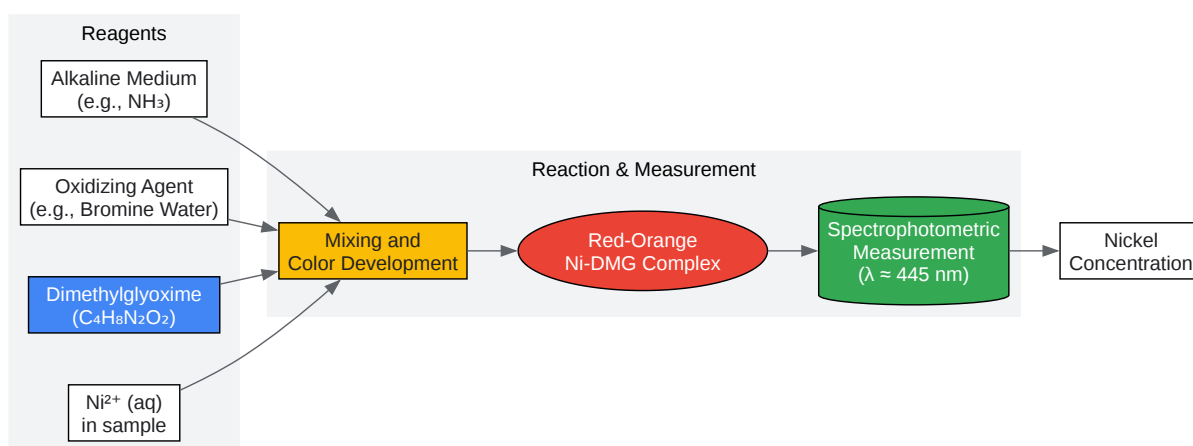 Reagents
Alkaline Medium
(e.g., NH₃)
Oxidizing Agent
(e.g., Bromine Water)
Dimethylglyoxime
(C₄H₈N₂O₂)
Ni²⁺ (aq)
in sample
Reaction & Measurement
Mixing and
Color Development
Red-Orange
Ni-DMG Complex
Spectrophotometric
Measurement
(λ ≈ 445 nm)
Nickel
Concentration